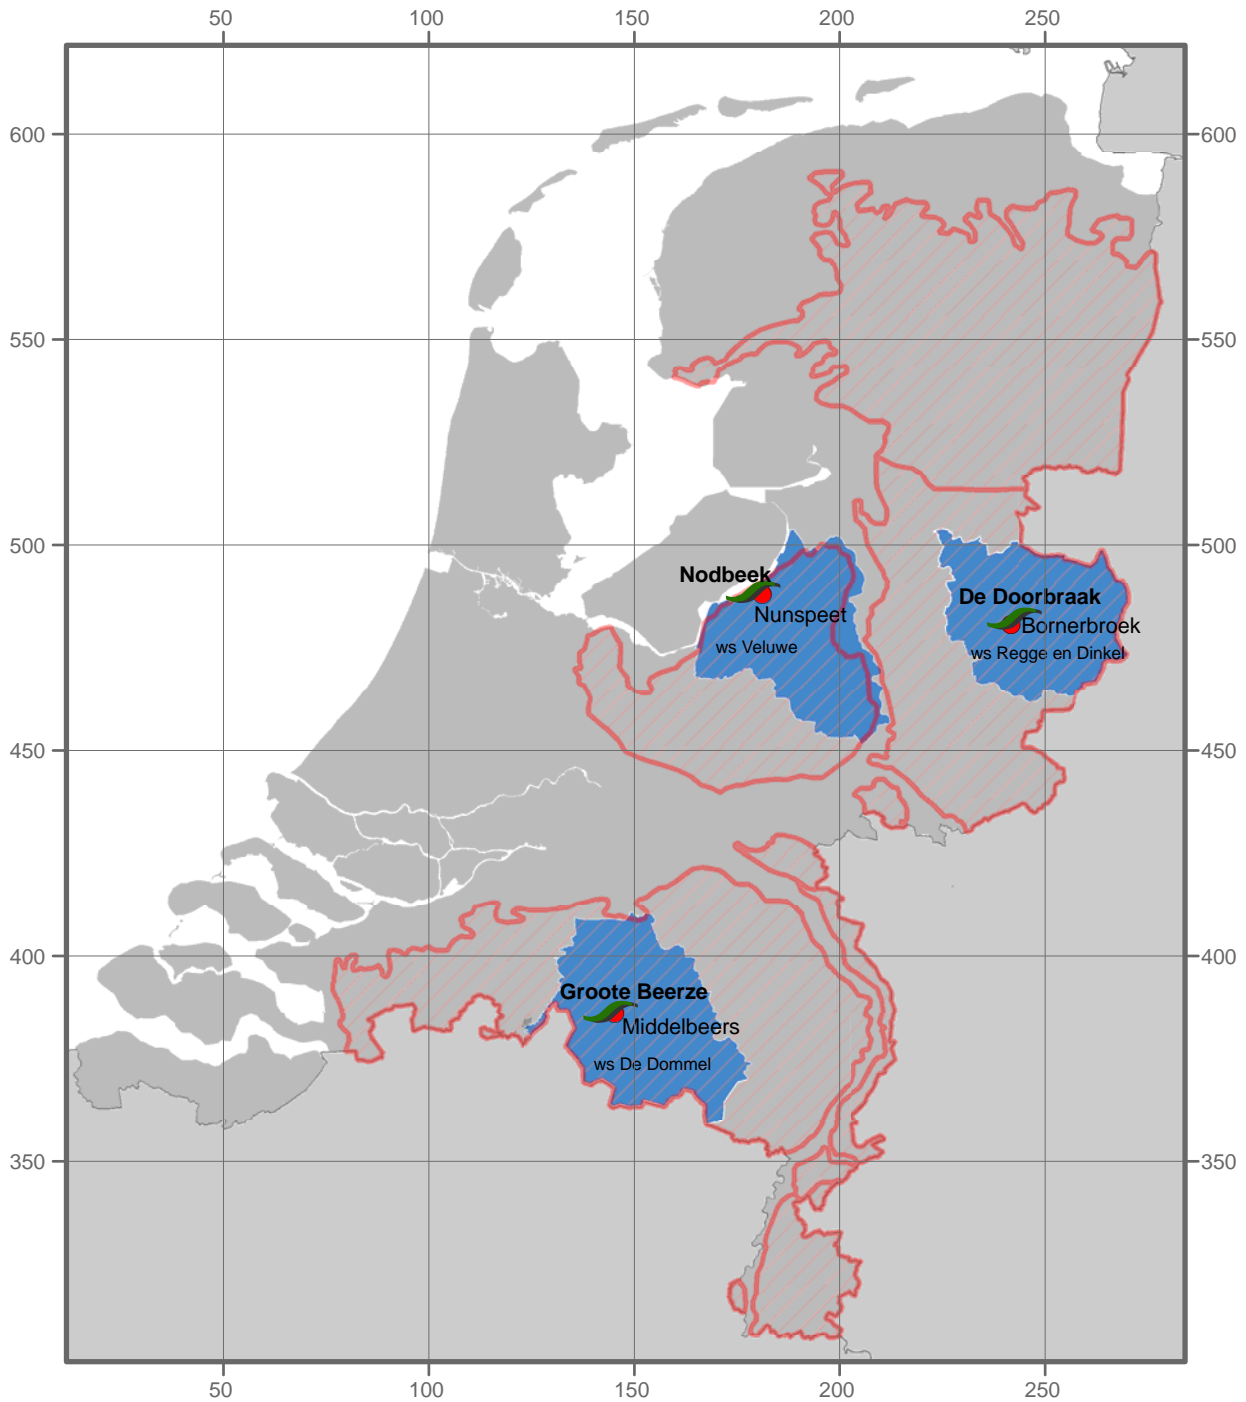 50 100 150 200 250
600 600
550 550
500 500
Nodbeek
De Doorbraak
Nunspeet
Bornerbroek
ws Veluwe
ws Regge en Dinkel
450 450
400 400
Groote Beerze
Middelbeers
ws De Dommel
350 350
50 100 150 200 250